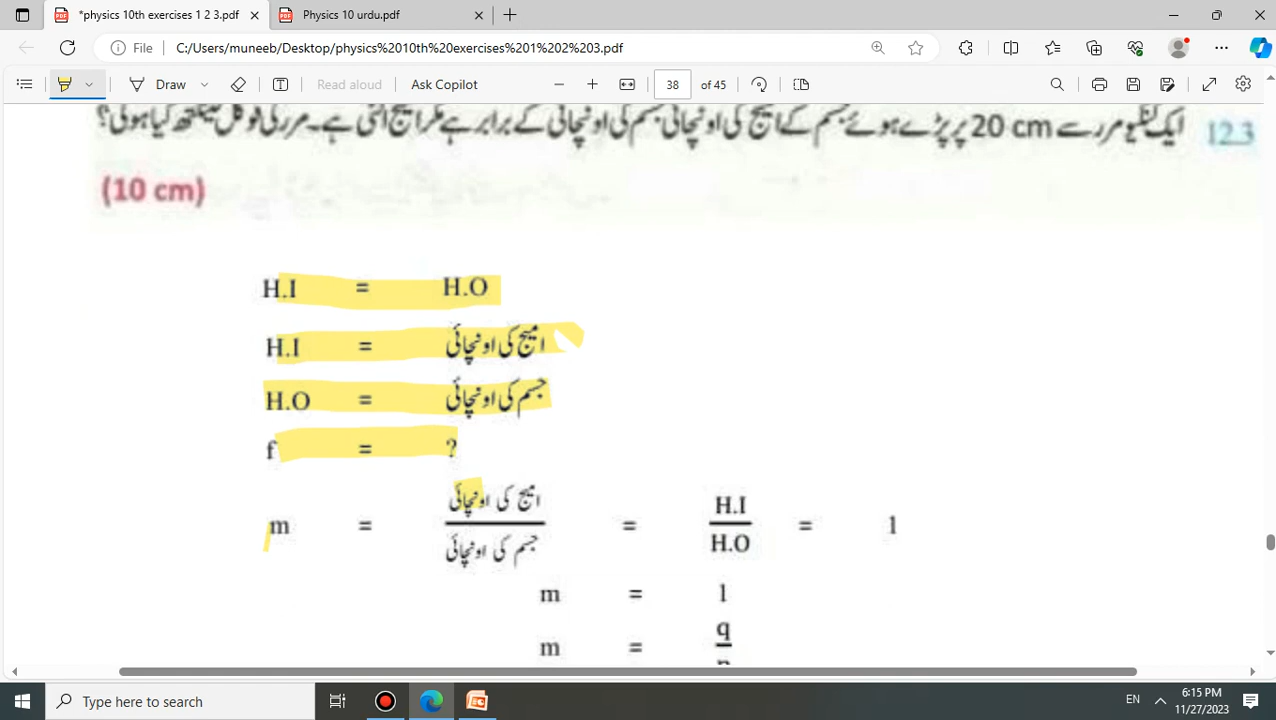 *physics 10th exercises 1 2 3.pdf
Physics 10 urdu.pdf
File C:/Users/muneeb/Desktop/physics%2010th%20exercises%201%202%203.pdf
Draw Read aloud Ask Copilot 38 of 45
12.3 ایک کنکیو مرر سے 20 cm پر پڑے ہوئے جسم کے امیج کی اونچائی جسم کی اونچائی کے برابر ہے مگر امیج الٹی ہے۔ مرر کی فوکل لینگتھ کیا ہوگی؟
(10 cm)
H.I = H.O
H.I = امیج کی اونچائی
H.O = جسم کی اونچائی
f = ?
m = امیج کی اونچائی / جسم کی اونچائی = H.I / H.O = 1
m = 1
m = q
Type here to search
EN
6:15 PM
11/27/2023